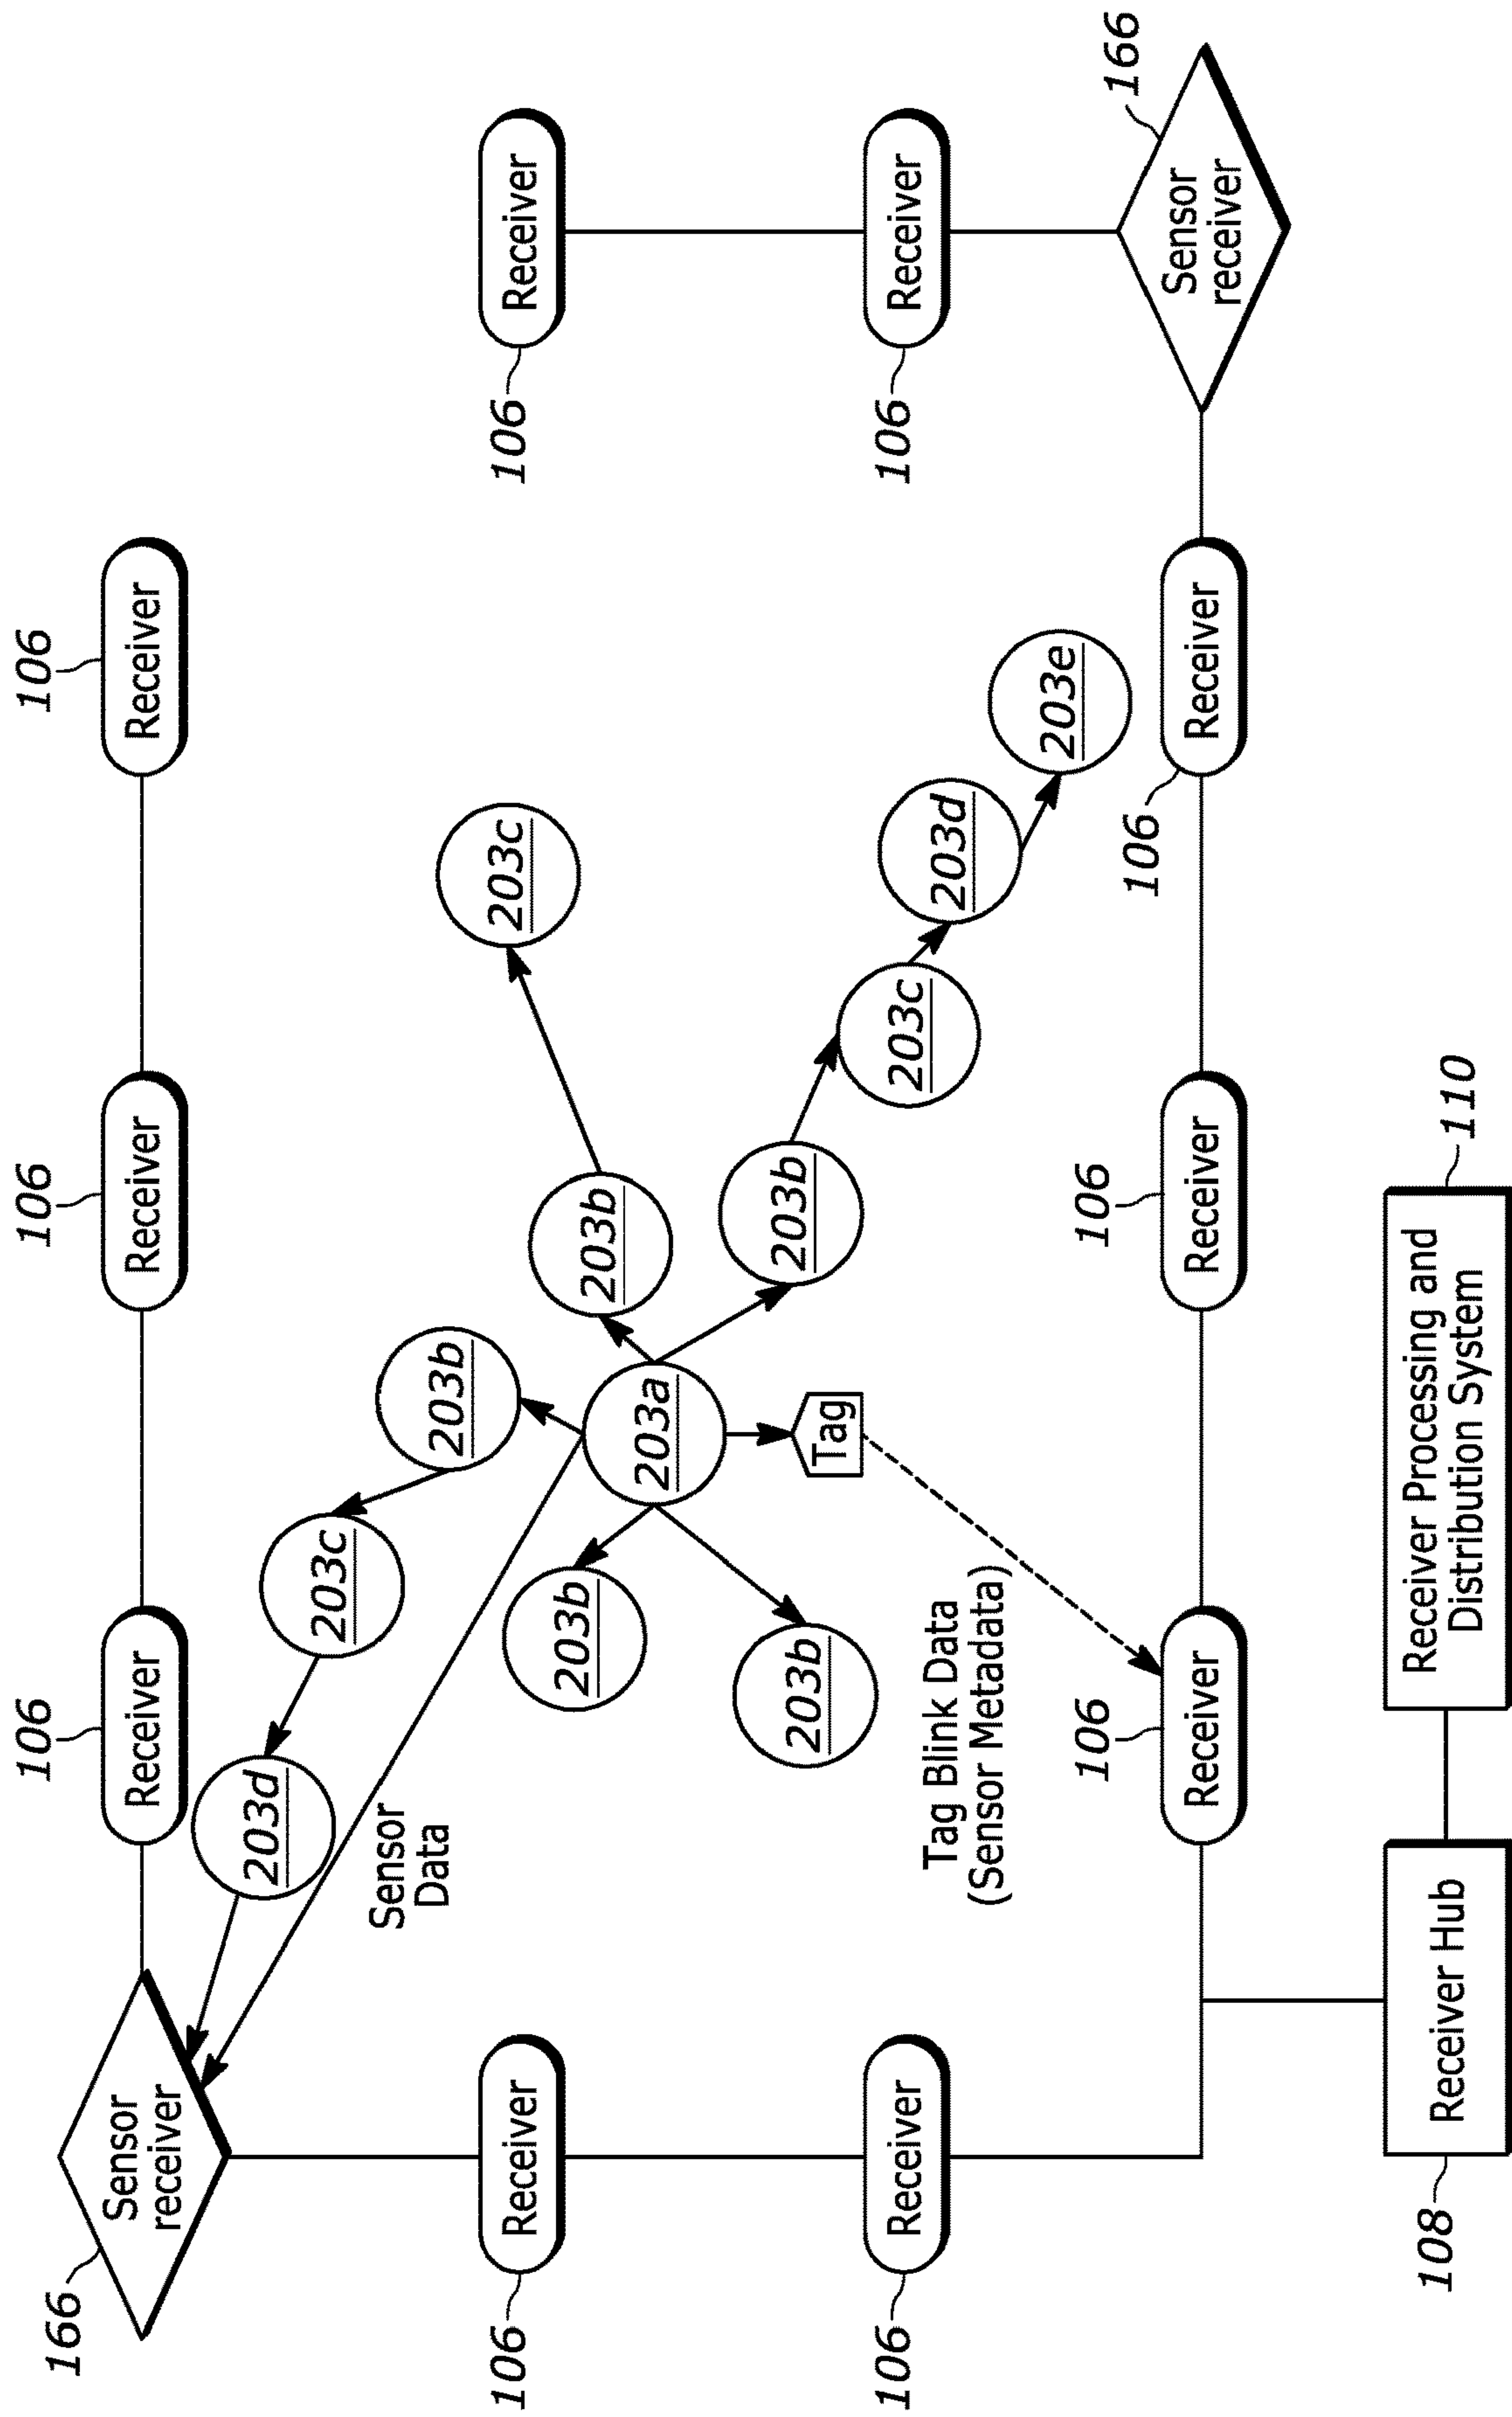 166
106
106
106
Sensor
receiver
Receiver
Receiver
Receiver
203d
203c
Sensor
Data
203b
106
Receiver
203c
106
Receiver
203b
203b
203a
203b
203b
Tag
106
Receiver
203c
106
Receiver
Tag Blink Data
(Sensor Metadata)
203d
203e
106
106
106
166
Receiver
Receiver
Receiver
Sensor
receiver
108
Receiver Hub
Receiver Processing and
Distribution System
110